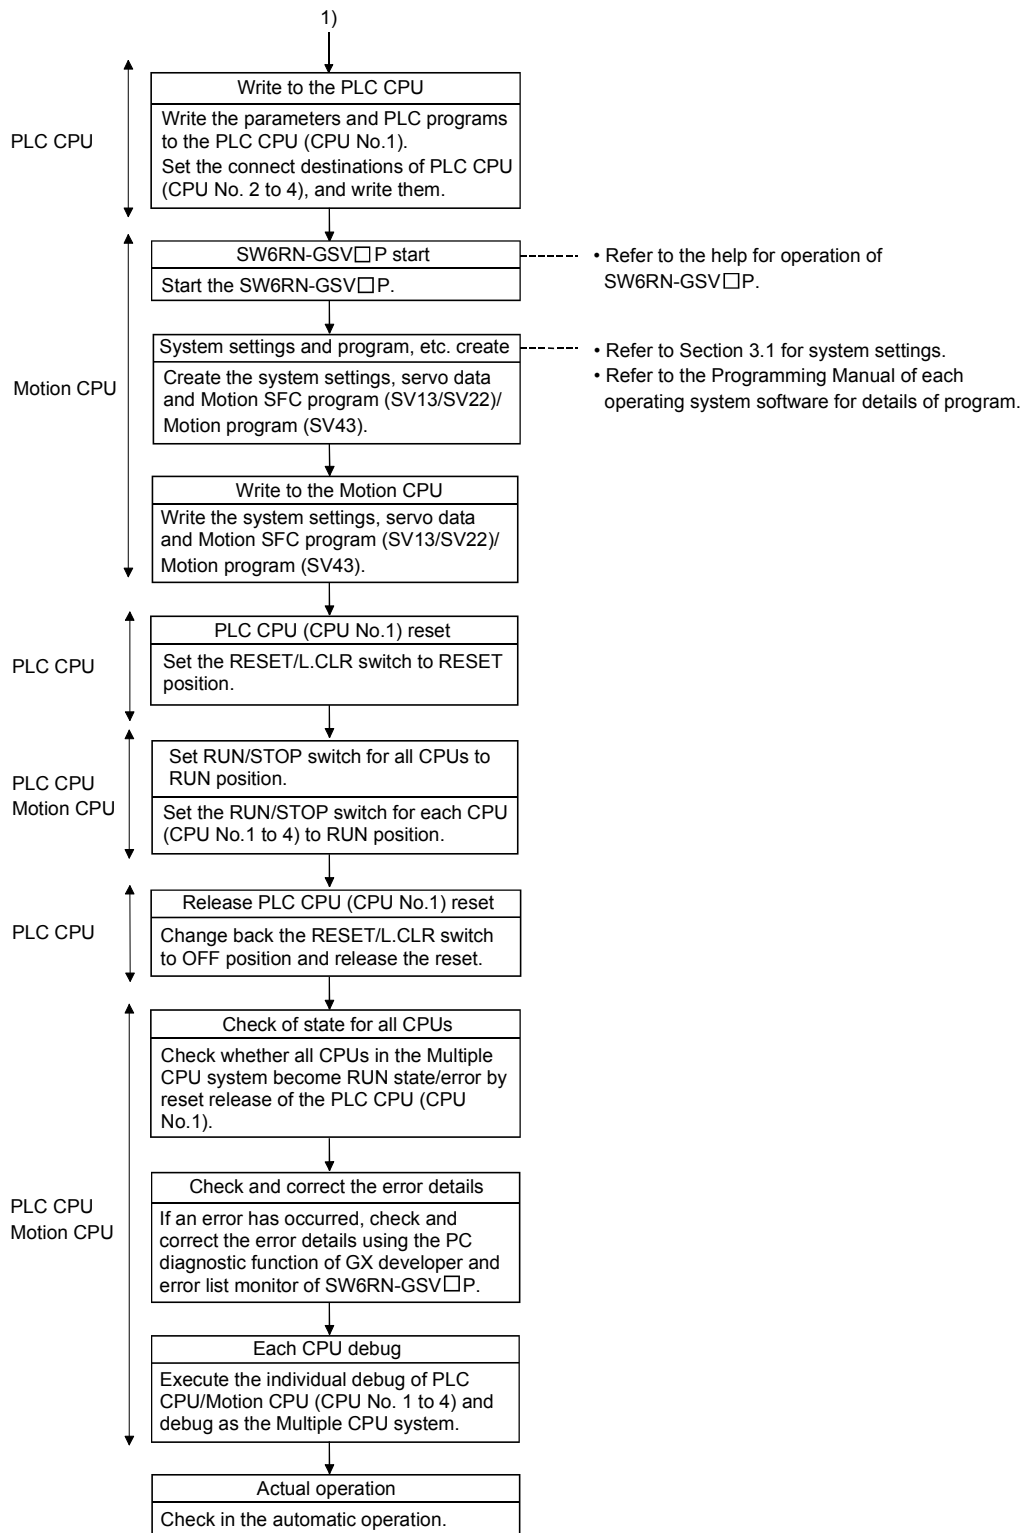 1)
PLC CPU
Write to the PLC CPU
Write the parameters and PLC programs
to the PLC CPU (CPU No.1).
Set the connect destinations of PLC CPU
(CPU No. 2 to 4), and write them.
Motion CPU
SW6RN-GSV□P start
Start the SW6RN-GSV□P.
• Refer to the help for operation of
SW6RN-GSV□P.
System settings and program, etc. create
Create the system settings, servo data
and Motion SFC program (SV13/SV22)/
Motion program (SV43).
• Refer to Section 3.1 for system settings.
• Refer to the Programming Manual of each
operating system software for details of program.
Write to the Motion CPU
Write the system settings, servo data
and Motion SFC program (SV13/SV22)/
Motion program (SV43).
PLC CPU
PLC CPU (CPU No.1) reset
Set the RESET/L.CLR switch to RESET
position.
PLC CPU
Motion CPU
Set RUN/STOP switch for all CPUs to
RUN position.
Set the RUN/STOP switch for each CPU
(CPU No.1 to 4) to RUN position.
PLC CPU
Release PLC CPU (CPU No.1) reset
Change back the RESET/L.CLR switch
to OFF position and release the reset.
PLC CPU
Motion CPU
Check of state for all CPUs
Check whether all CPUs in the Multiple
CPU system become RUN state/error by
reset release of the PLC CPU (CPU
No.1).
Check and correct the error details
If an error has occurred, check and
correct the error details using the PC
diagnostic function of GX developer and
error list monitor of SW6RN-GSV□P.
Each CPU debug
Execute the individual debug of PLC
CPU/Motion CPU (CPU No. 1 to 4) and
debug as the Multiple CPU system.
Actual operation
Check in the automatic operation.